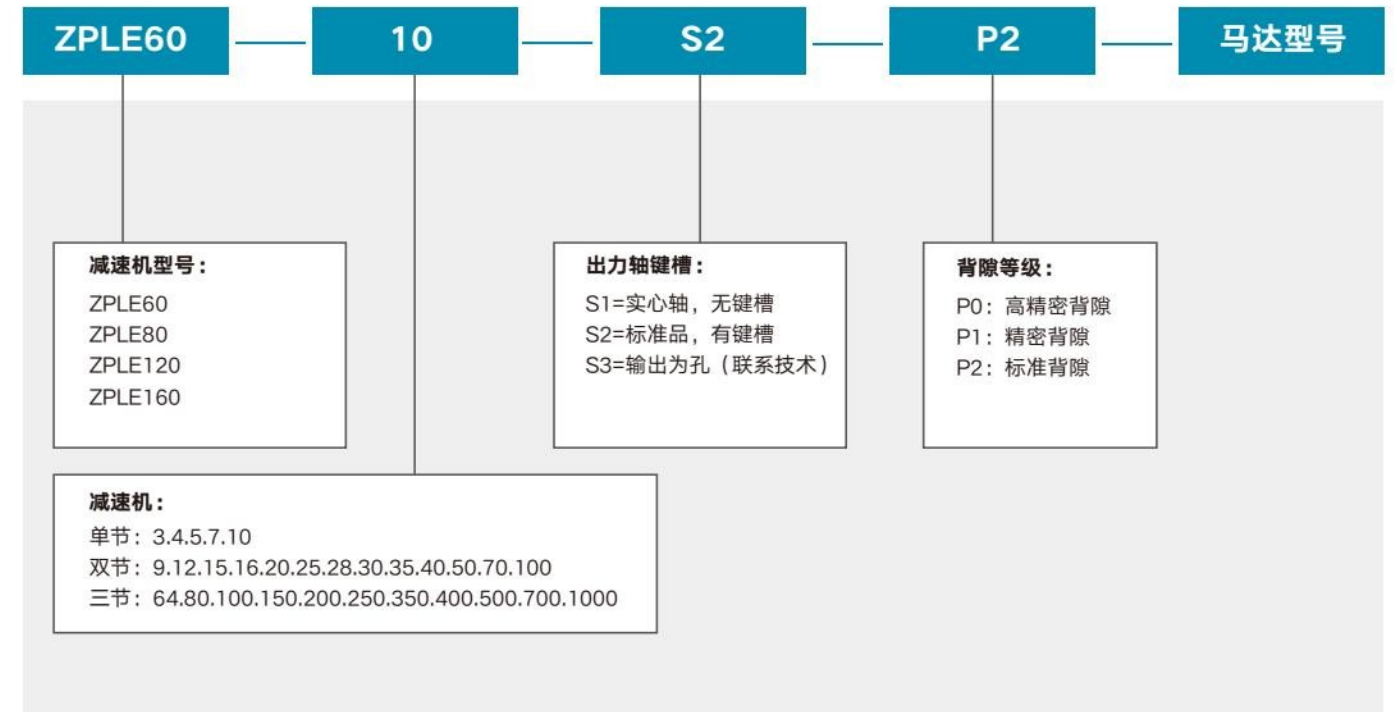 ZPLE60 10 S2 P2 马达型号
减速机型号：
ZPLE60
ZPLE80
ZPLE120
ZPLE160
出力轴键槽：
S1=实心轴，无键槽
S2=标准品，有键槽
S3=输出为孔（联系技术）
背隙等级：
P0：高精密背隙
P1：精密背隙
P2：标准背隙
减速机：
单节：3.4.5.7.10
双节：9.12.15.16.20.25.28.30.35.40.50.70.100
三节：64.80.100.150.200.250.350.400.500.700.1000